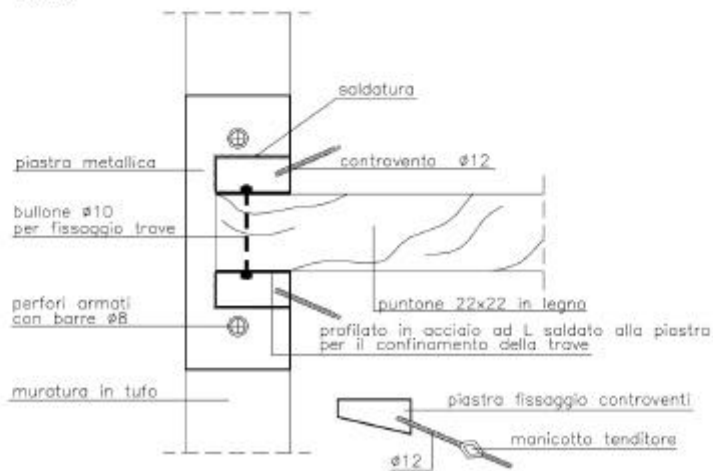 soldatura
piastra metallica
controvento ø12
bullone ø10
per fissaggio trave
perfori armati
con barre ø8
puntone 22x22 in legno
profilato in acciaio ad L saldato alla piastra
per il confinamento della trave
muratura in tufo
piastra fissaggio controventi
manicotto tenditore
ø12